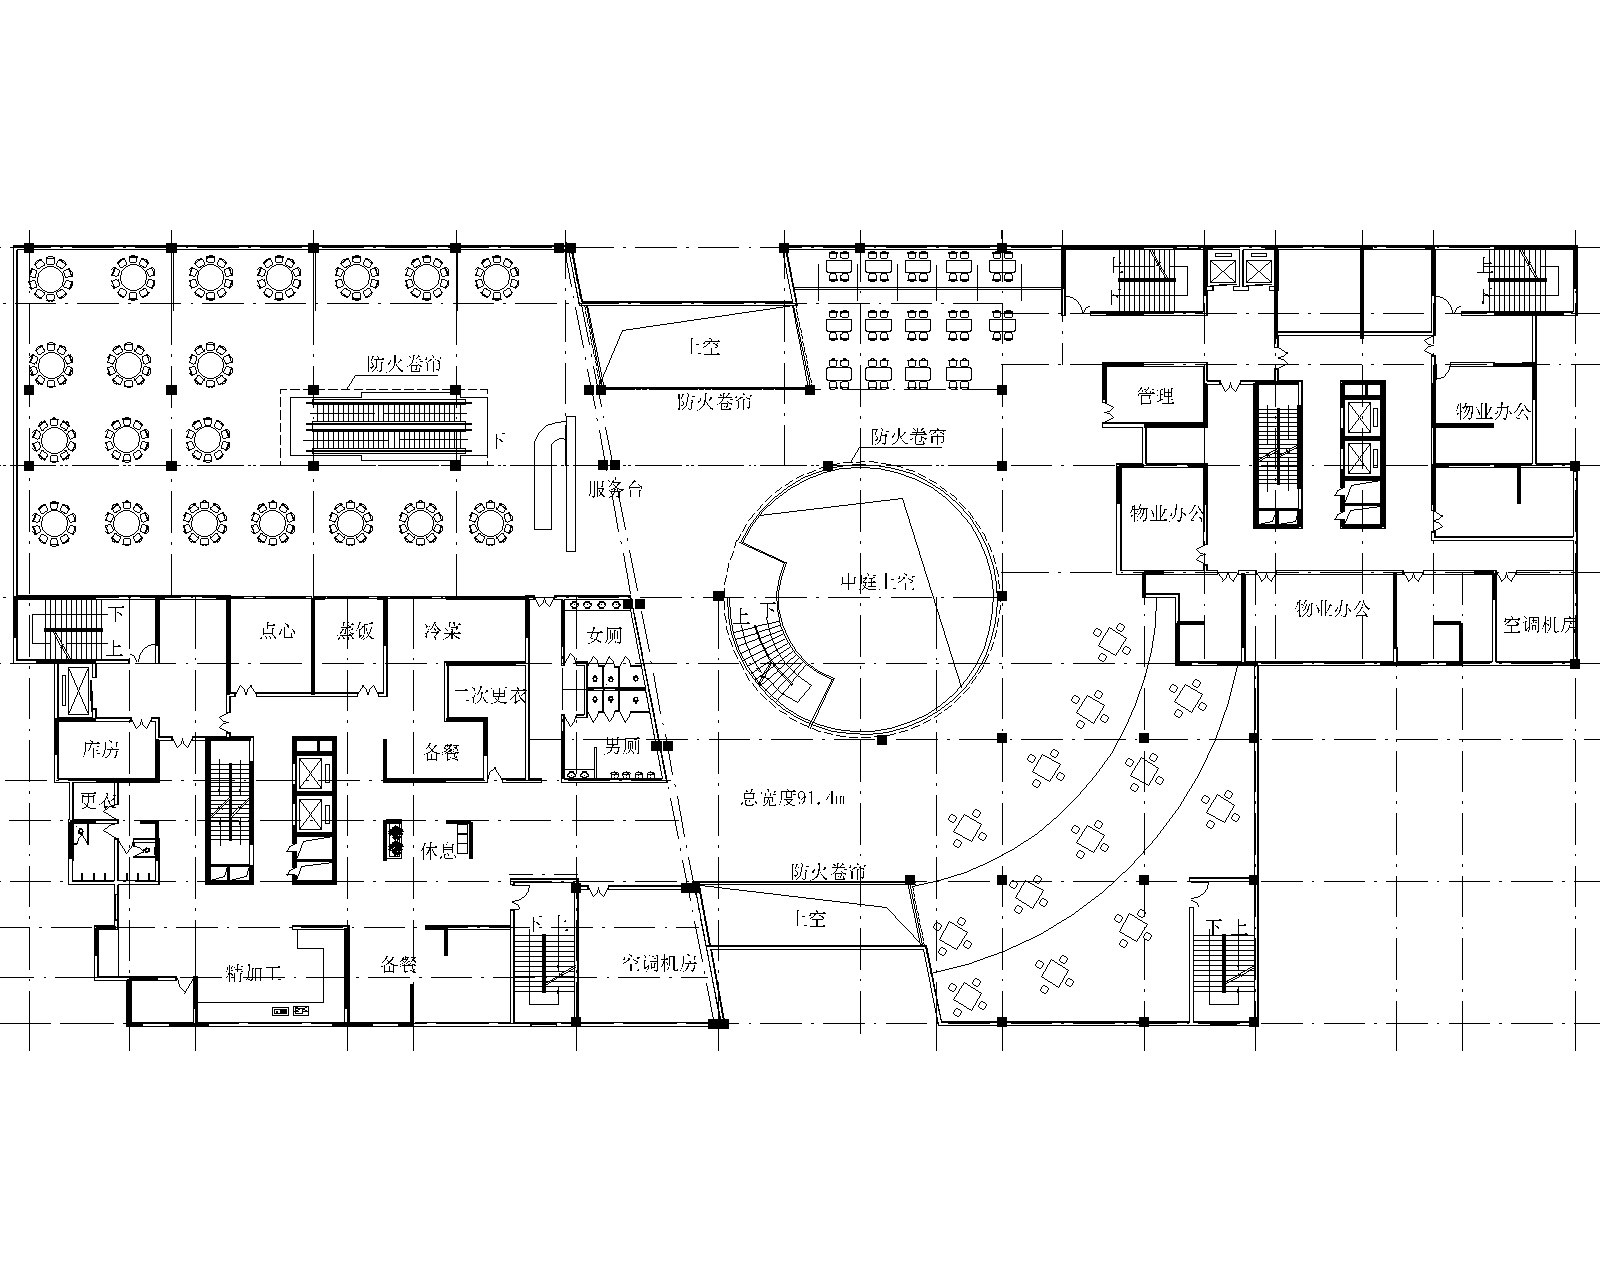 上空
防火卷帘
防火卷帘
下
管理
物业办公
防火卷帘
服务台
物业办公
中庭上空
下
上
点心
蒸饭
冷菜
女厕
上
下
物业办公
空调机房
二次更衣
库房
备餐
男厕
更衣
总宽度91.4m
休息
防火卷帘
上空
下
上
下
上
精加工
备餐
空调机房